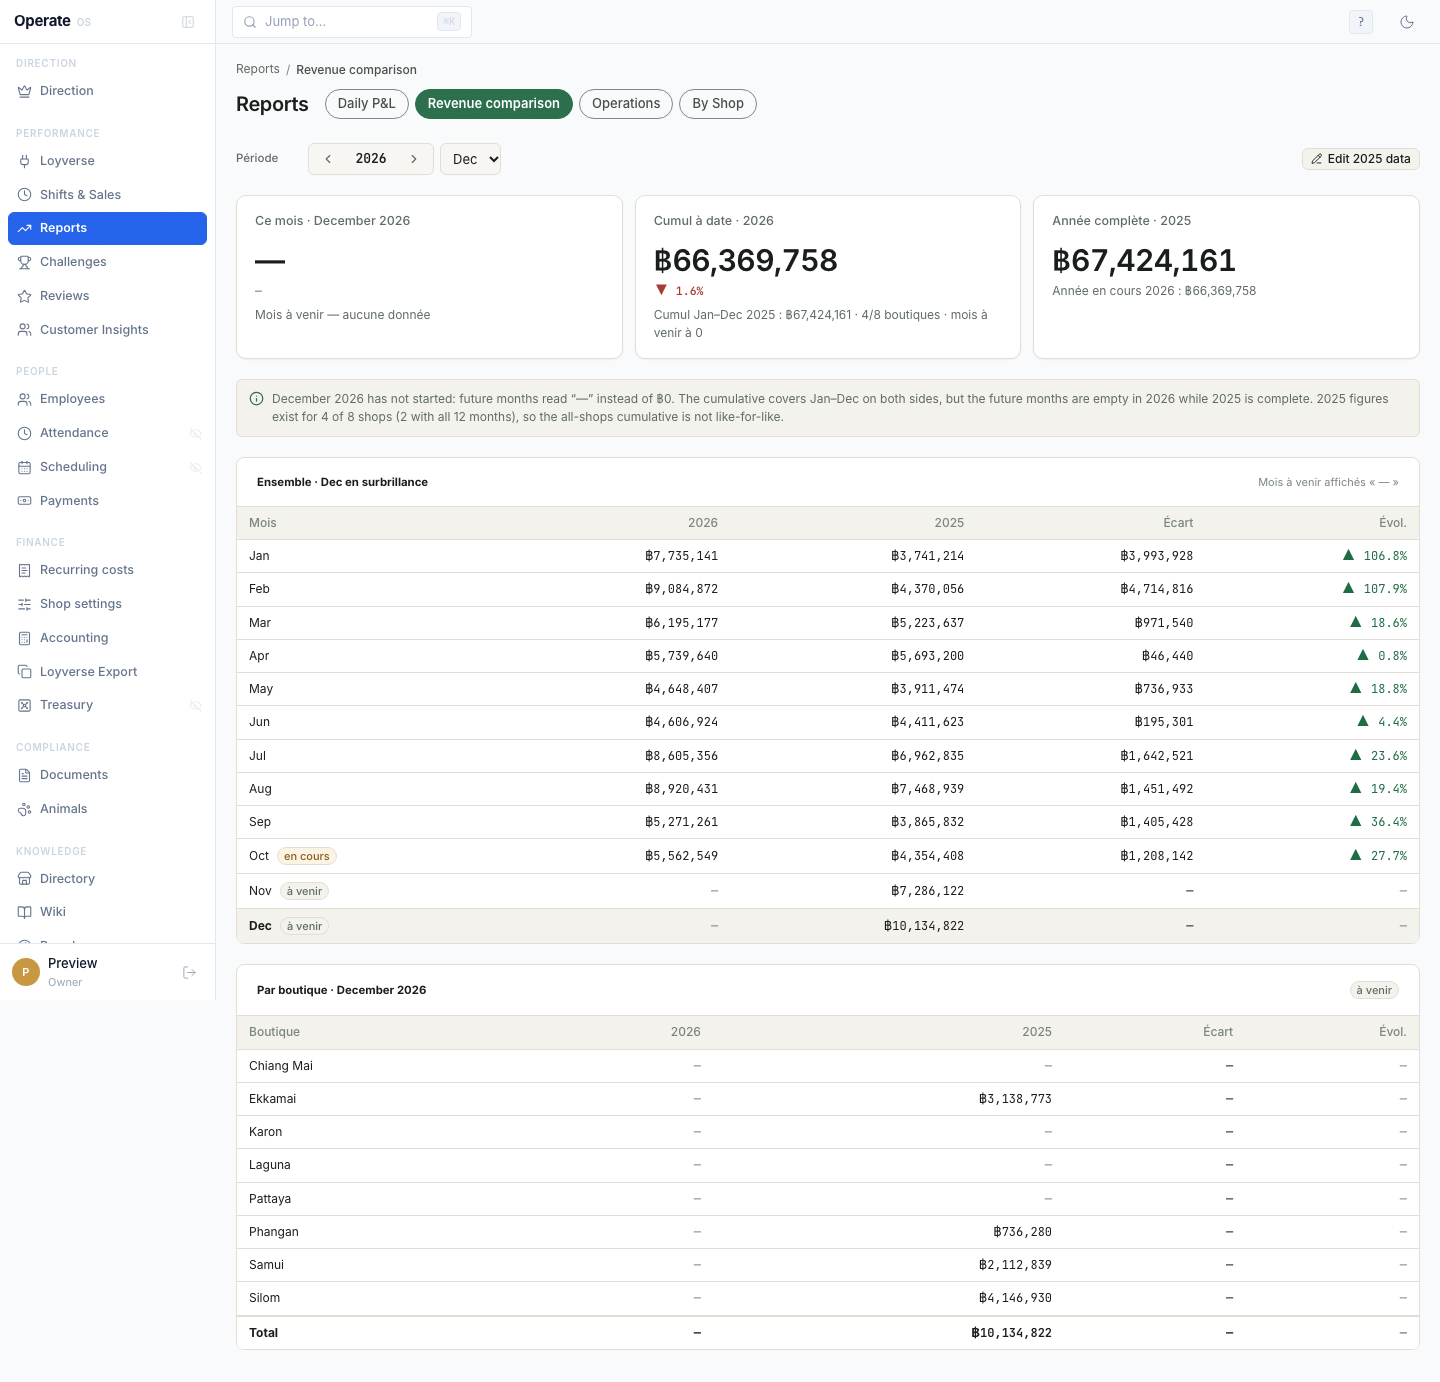 Operate OS
Jump to...
⌘K
?
DIRECTION
Direction
PERFORMANCE
Loyverse
Shifts & Sales
Reports
Challenges
Reviews
Customer Insights
PEOPLE
Employees
Attendance
Scheduling
Payments
FINANCE
Recurring costs
Shop settings
Accounting
Loyverse Export
Treasury
COMPLIANCE
Documents
Animals
KNOWLEDGE
Directory
Wiki
P
Preview
Owner
Reports / Revenue comparison
Reports Daily P&L Revenue comparison Operations By Shop
Période 2026 Dec Edit 2025 data
Ce mois · December 2026
—
–
Mois à venir — aucune donnée
Cumul à date · 2026
฿66,369,758
▼ 1.6%
Cumul Jan–Dec 2025 : ฿67,424,161 · 4/8 boutiques · mois à
venir à 0
Année complète · 2025
฿67,424,161
Année en cours 2026 : ฿66,369,758
December 2026 has not started: future months read “—” instead of ฿0. The cumulative covers Jan–Dec on both sides, but the future months are empty in 2026 while 2025 is complete. 2025 figures
exist for 4 of 8 shops (2 with all 12 months), so the all-shops cumulative is not like-for-like.
Ensemble · Dec en surbrillance Mois à venir affichés « — »
Mois 2026 2025 Écart Évol.
Jan ฿7,735,141 ฿3,741,214 ฿3,993,928 ▲ 106.8%
Feb ฿9,084,872 ฿4,370,056 ฿4,714,816 ▲ 107.9%
Mar ฿6,195,177 ฿5,223,637 ฿971,540 ▲ 18.6%
Apr ฿5,739,640 ฿5,693,200 ฿46,440 ▲ 0.8%
May ฿4,648,407 ฿3,911,474 ฿736,933 ▲ 18.8%
Jun ฿4,606,924 ฿4,411,623 ฿195,301 ▲ 4.4%
Jul ฿8,605,356 ฿6,962,835 ฿1,642,521 ▲ 23.6%
Aug ฿8,920,431 ฿7,468,939 ฿1,451,492 ▲ 19.4%
Sep ฿5,271,261 ฿3,865,832 ฿1,405,428 ▲ 36.4%
Oct en cours ฿5,562,549 ฿4,354,408 ฿1,208,142 ▲ 27.7%
Nov à venir – ฿7,286,122 – –
Dec à venir – ฿10,134,822 – –
Par boutique · December 2026 à venir
Boutique 2026 2025 Écart Évol.
Chiang Mai – – – –
Ekkamai – ฿3,138,773 – –
Karon – – – –
Laguna – – – –
Pattaya – – – –
Phangan – ฿736,280 – –
Samui – ฿2,112,839 – –
Silom – ฿4,146,930 – –
Total – ฿10,134,822 – –